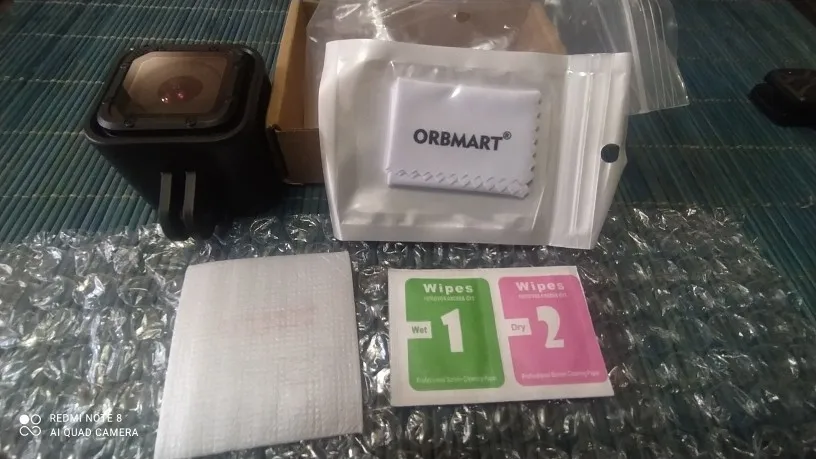 ORBMART®
Wipes
Wipes
Wet
1
Dry
2
REDMI NOTE 8
AI QUAD CAMERA